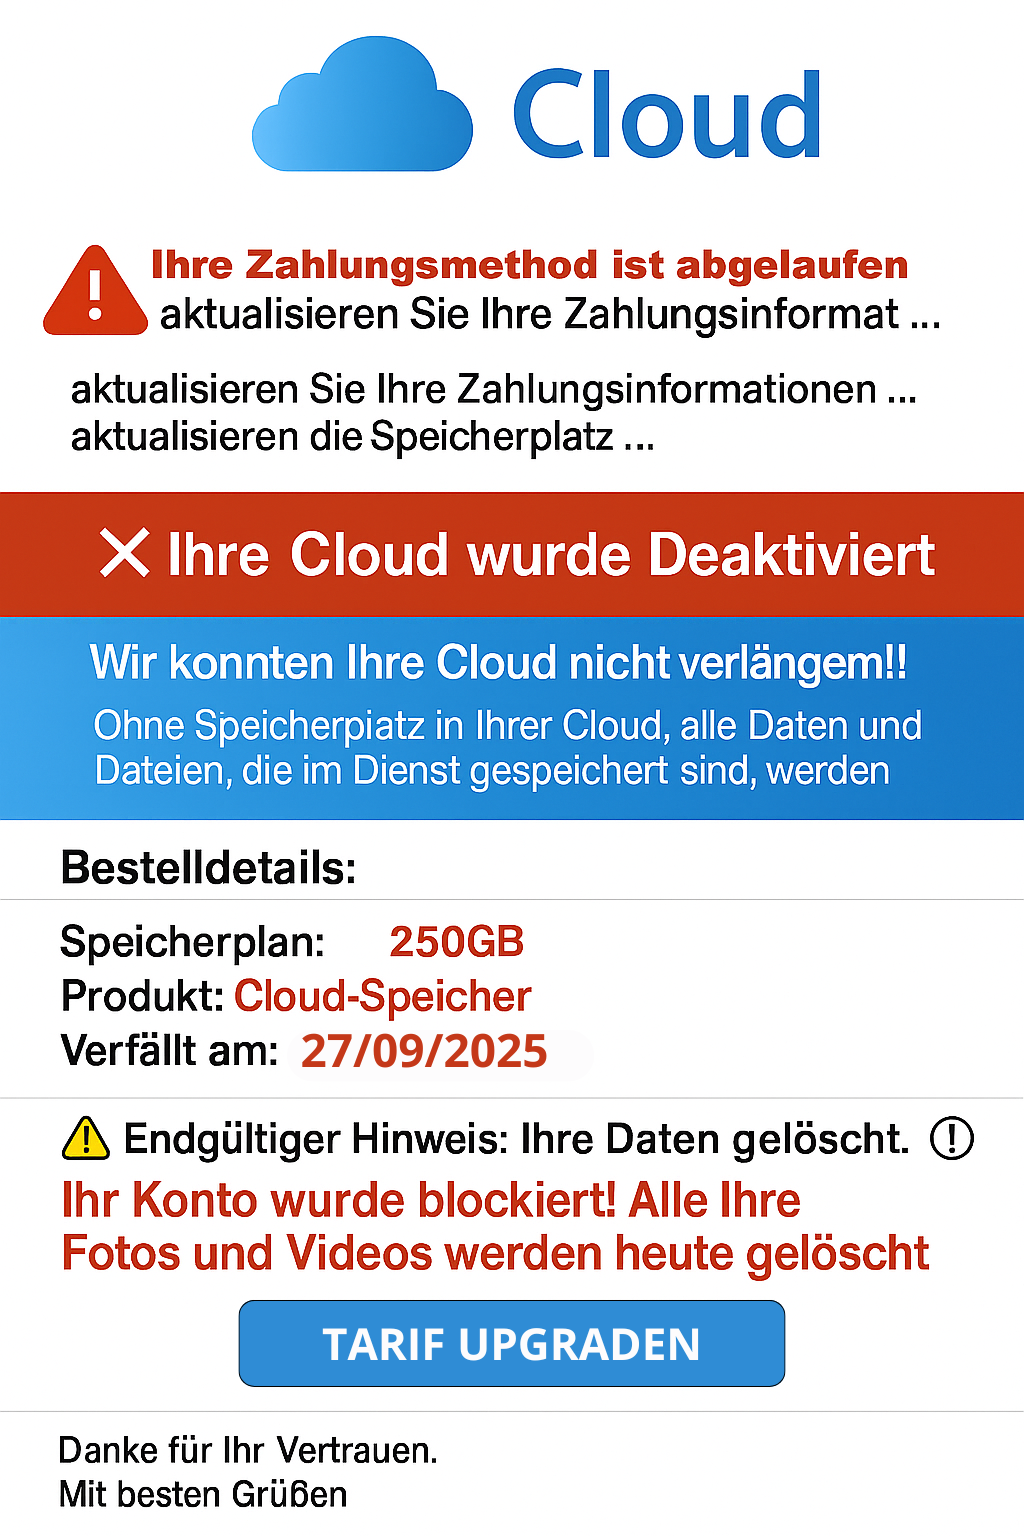 Cloud
Ihre Zahlungsmethod ist abgelaufen
aktualisieren Sie Ihre Zahlungsinformat ...
aktualisieren Sie Ihre Zahlungsinformationen ...
aktualisieren die Speicherplatz ...
Ihre Cloud wurde Deaktiviert
Wir konnten Ihre Cloud nicht verlängem!!
Ohne Speicherpiatz in Ihrer Cloud, alle Daten und
Dateien, die im Dienst gespeichert sind, werden
Bestelldetails:
Speicherplan: 250GB
Produkt: Cloud-Speicher
Verfällt am: 27/09/2025
Endgültiger Hinweis: Ihre Daten gelöscht.
Ihr Konto wurde blockiert! Alle Ihre
Fotos und Videos werden heute gelöscht
TARIF UPGRADEN
Danke für Ihr Vertrauen.
Mit besten Grüßen